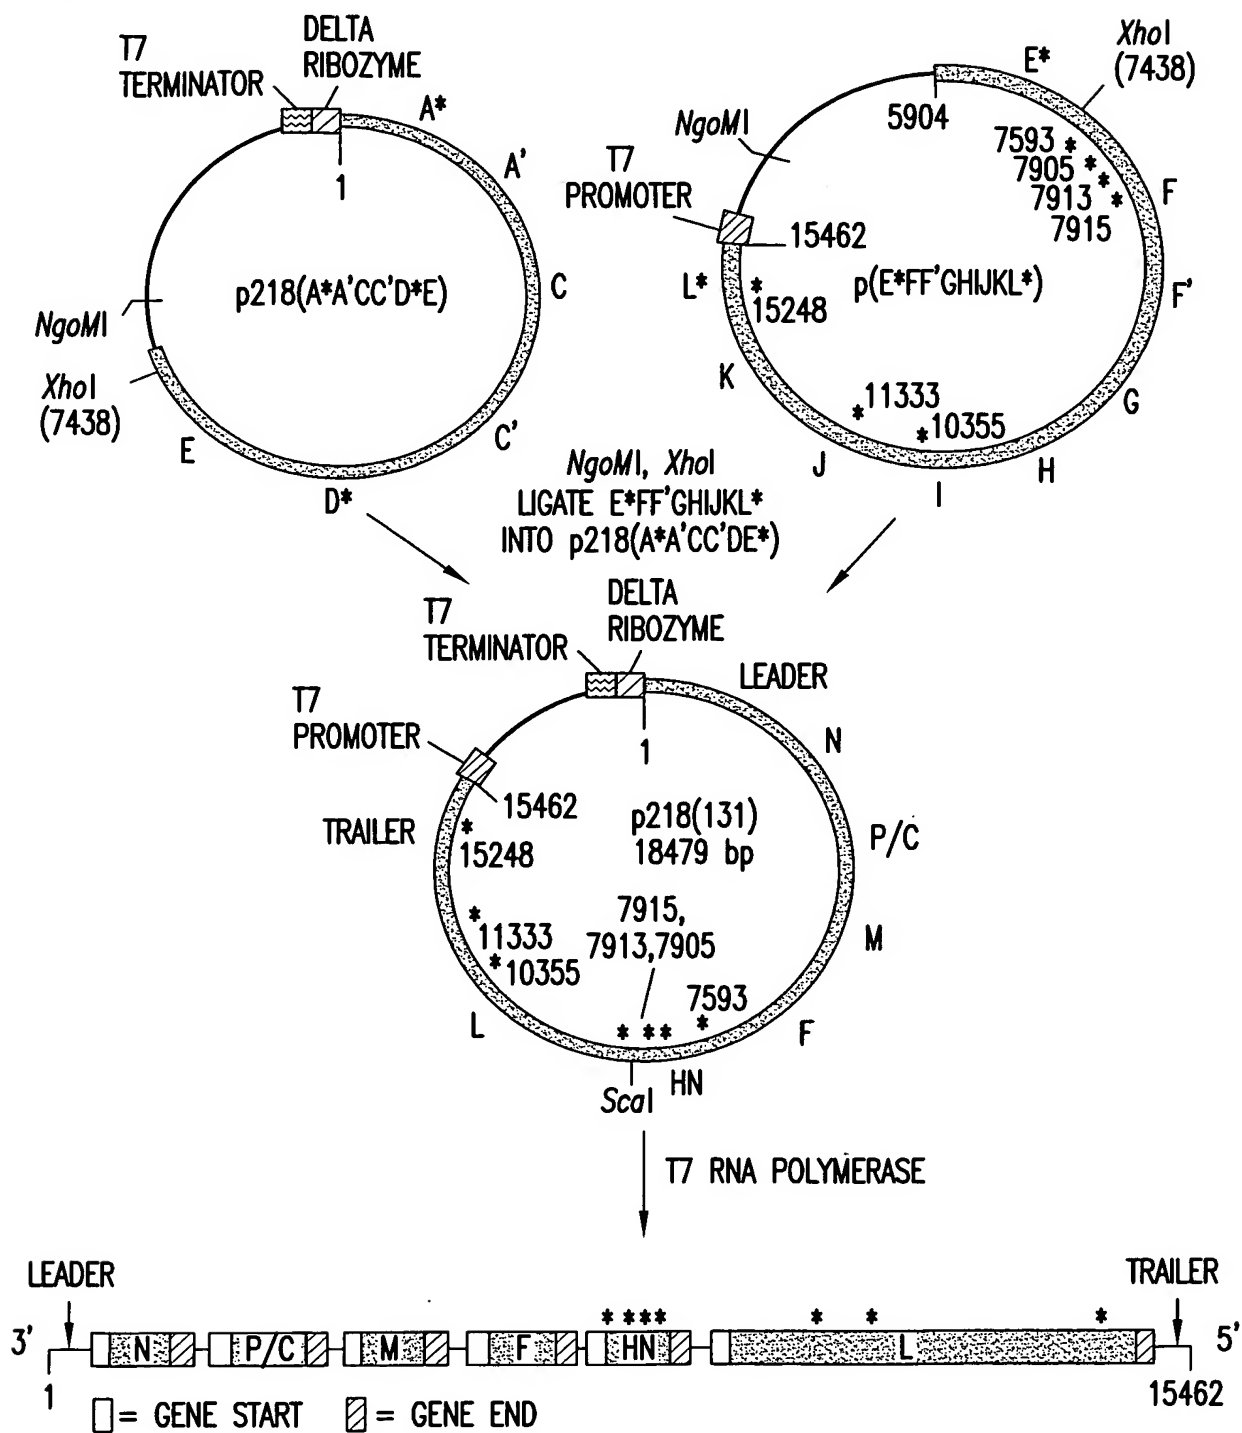 T7
TERMINATOR
DELTA
RIBOZYME
A*
1
A'
C
C'
D*
E
XhoI
(7438)
NgoMI
p218(A*A'CC'D*E)
E*
XhoI
(7438)
5904
NgoMI
T7
PROMOTER
7593 *
7905 *
7913 *
7915 *
F
F'
G
H
I
J
K
L*
15462
* 15248
p(E*FF'GHIJKL*)
* 11333
* 10355
NgoMI, XhoI
LIGATE E*FF'GHIJKL*
INTO p218(A*A'CC'DE*)
T7
TERMINATOR
DELTA
RIBOZYME
T7
PROMOTER
LEADER
1
N
P/C
M
F
HN
ScaI
L
TRAILER
15462
* 15248
* 11333
* 10355
p218(131)
18479 bp
7915,
7913,7905
7593
* ** *
T7 RNA POLYMERASE
LEADER
TRAILER
* * * * * * *
3' N P/C M F HN L 5'
1 15462
= GENE START = GENE END